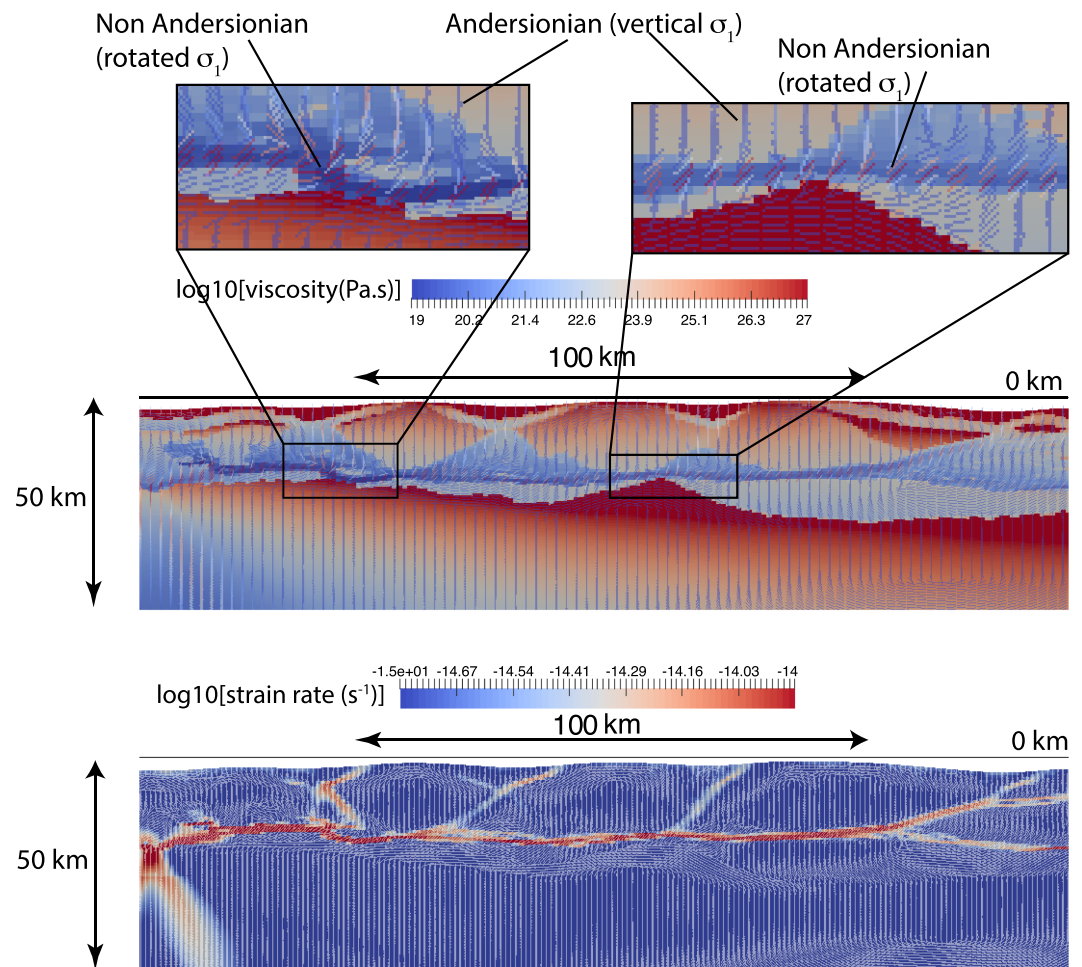 Non Andersionian
(rotated σ1)
Andersionian (vertical σ1)
Non Andersionian
(rotated σ1)
log10[viscosity(Pa.s)]
19 20.2 21.4 22.6 23.9 25.1 26.3 27
100 km
0 km
50 km
-1.5e+01 -14.67 -14.54 -14.41 -14.29 -14.16 -14.03 -14
log10[strain rate (s-1)]
100 km
0 km
50 km